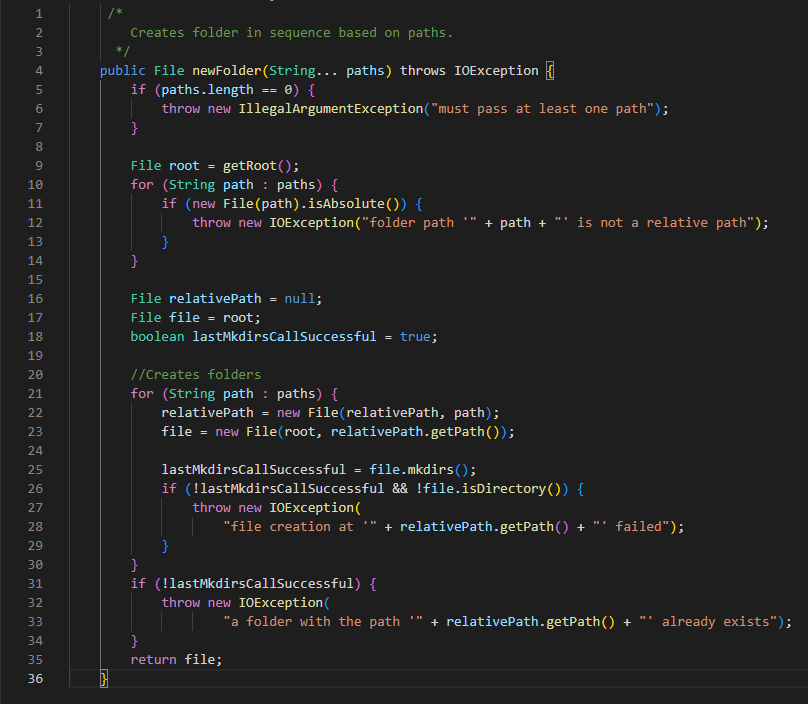 1 /*
2 Creates folder in sequence based on paths.
3 */
4 public File newFolder(String... paths) throws IOException {
5 if (paths.length == 0) {
6 throw new IllegalArgumentException("must pass at least one path");
7 }
8
9 File root = getRoot();
10 for (String path : paths) {
11 if (new File(path).isAbsolute()) {
12 throw new IOException("folder path '" + path + "' is not a relative path");
13 }
14 }
15
16 File relativePath = null;
17 File file = root;
18 boolean lastMkdirsCallSuccessful = true;
19
20 //Creates folders
21 for (String path : paths) {
22 relativePath = new File(relativePath, path);
23 file = new File(root, relativePath.getPath());
24
25 lastMkdirsCallSuccessful = file.mkdirs();
26 if (!lastMkdirsCallSuccessful && !file.isDirectory()) {
27 throw new IOException(
28 "file creation at '" + relativePath.getPath() + "' failed");
29 }
30 }
31 if (!lastMkdirsCallSuccessful) {
32 throw new IOException(
33 "a folder with the path '" + relativePath.getPath() + "' already exists");
34 }
35 return file;
36 }